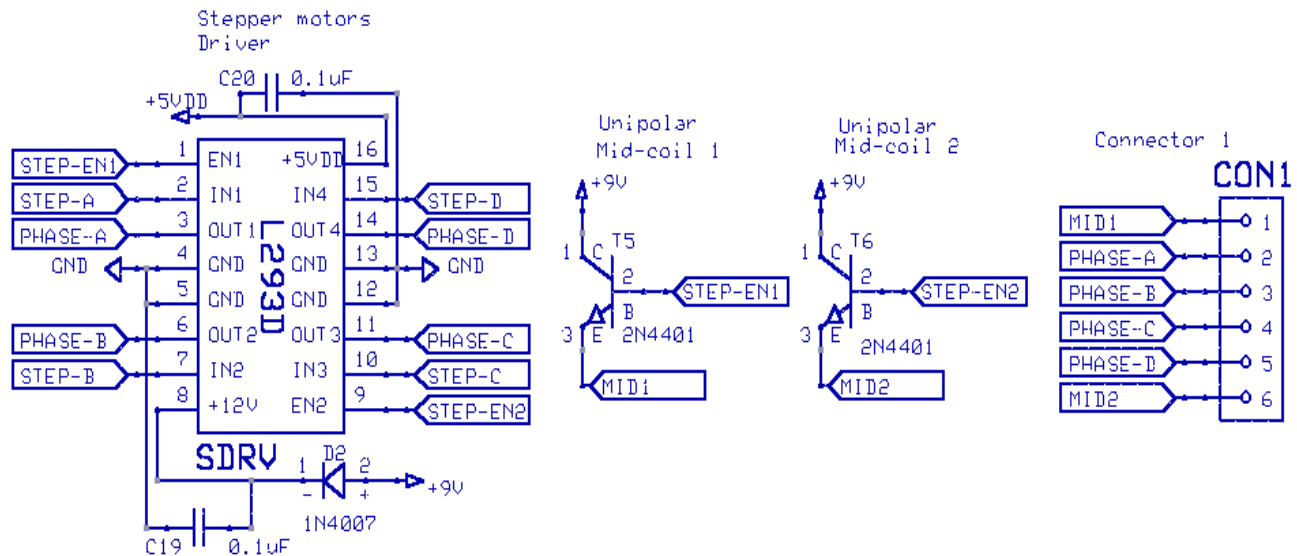 Stepper motors
Driver
C20 0.1uF
+5VDD
1 EN1 +5VDD 16
STEP-EN1
2 IN1 IN4 15
STEP-A STEP-D
3 OUT1 OUT4 14
PHASE-A PHASE-D
GND 4 GND GND 13 GND
5 GND GND 12
L293D
6 OUT2 OUT3 11
PHASE-B PHASE-C
7 IN2 IN3 10
STEP-B STEP-C
8 +12V EN2 9
STEP-EN2
SDRV
D2
1 2
- +
+9V
1N4007
C19 0.1uF
Unipolar
Mid-coil 1
+9V
1 C T5
2
STEP-EN1
B
3 E 2N4401
MID1
Unipolar
Mid-coil 2
+9V
1 C T6
2
STEP-EN2
B
3 E 2N4401
MID2
Connector 1
CON1
MID1 1
PHASE-A 2
PHASE-B 3
PHASE-C 4
PHASE-D 5
MID2 6